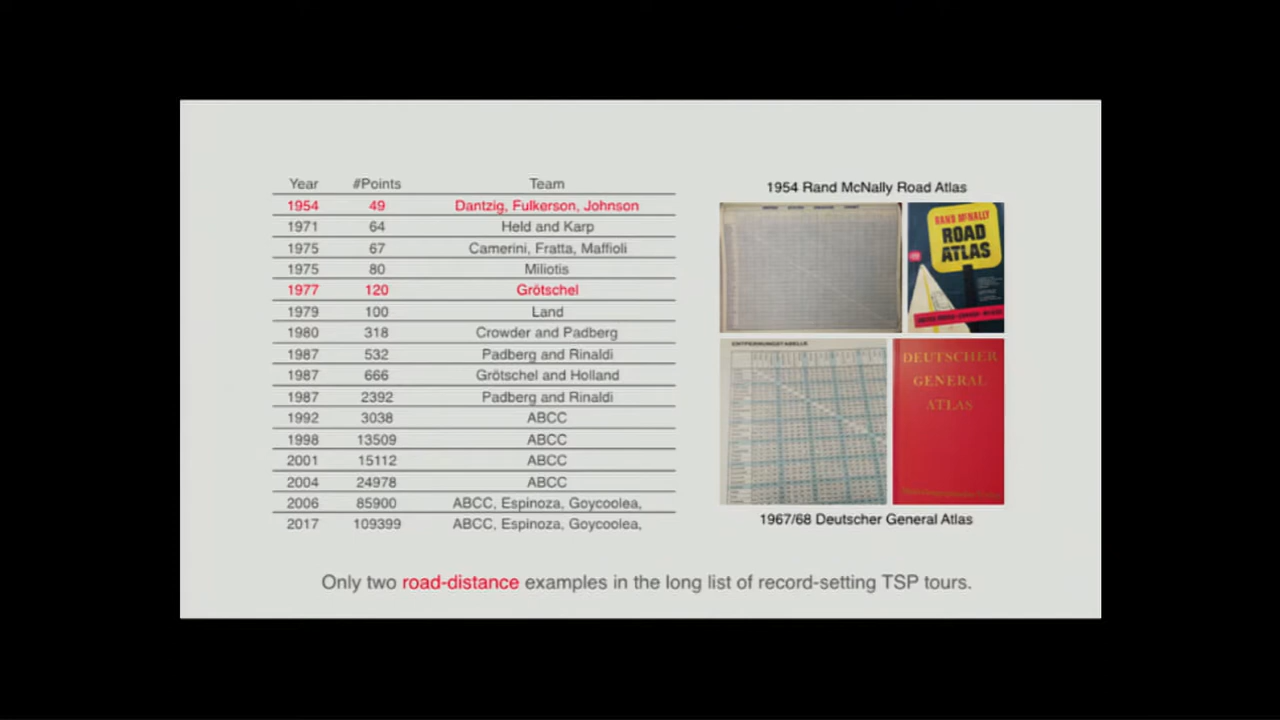 Year #Points Team
1954 49 Dantzig, Fulkerson, Johnson
1971 64 Held and Karp
1975 67 Camerini, Fratta, Maffioli
1975 80 Miliotis
1977 120 Grötschel
1979 100 Land
1980 318 Crowder and Padberg
1987 532 Padberg and Rinaldi
1987 666 Grötschel and Holland
1987 2392 Padberg and Rinaldi
1992 3038 ABCC
1998 13509 ABCC
2001 15112 ABCC
2004 24978 ABCC
2006 85900 ABCC, Espinoza, Goycoolea,
2017 109399 ABCC, Espinoza, Goycoolea,
1954 Rand McNally Road Atlas
RAND McNALLY
ROAD
ATLAS
ENTFERNUNGSTABELLE
DEUTSCHER
GENERAL
ATLAS
1967/68 Deutscher General Atlas
Only two road-distance examples in the long list of record-setting TSP tours.